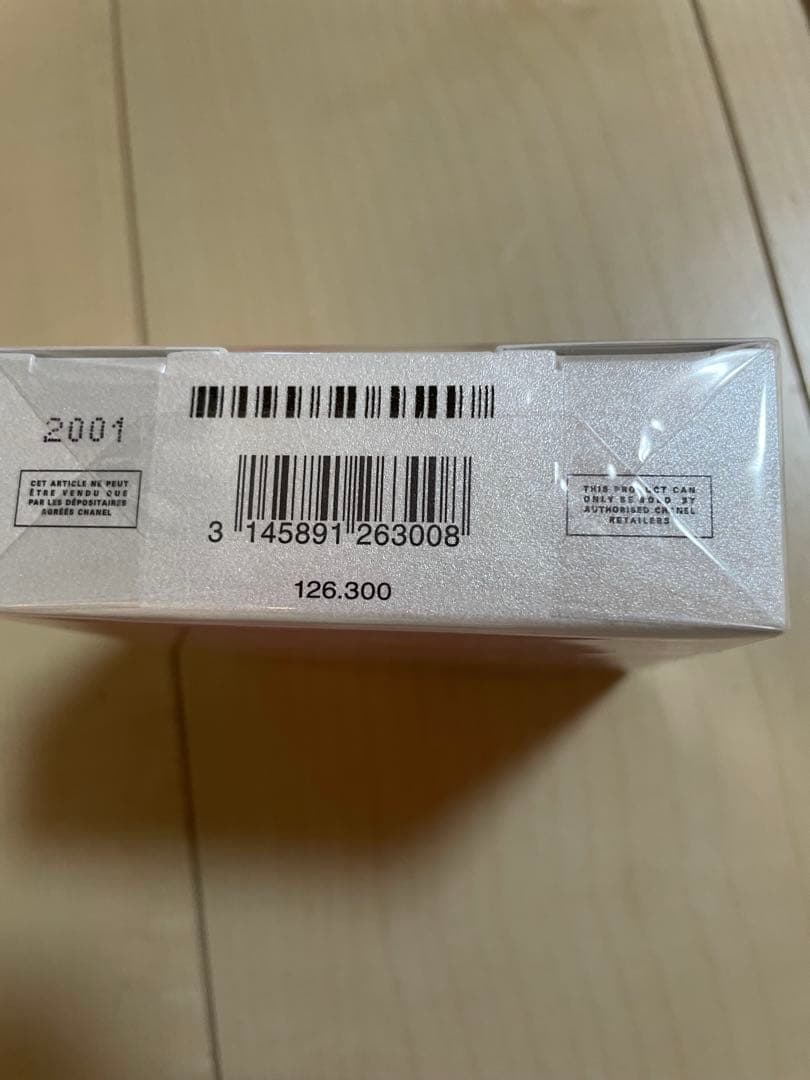 2001
CET ARTICLE NE PEUT
ÊTRE VENDU QUE
PAR LES DÉPOSITAIRES
AGRÉÉS CHANEL
3 145891 263008
126.300
THIS PRODUCT CAN
ONLY BE SOLD BY
AUTHORISED CHANEL
RETAILERS